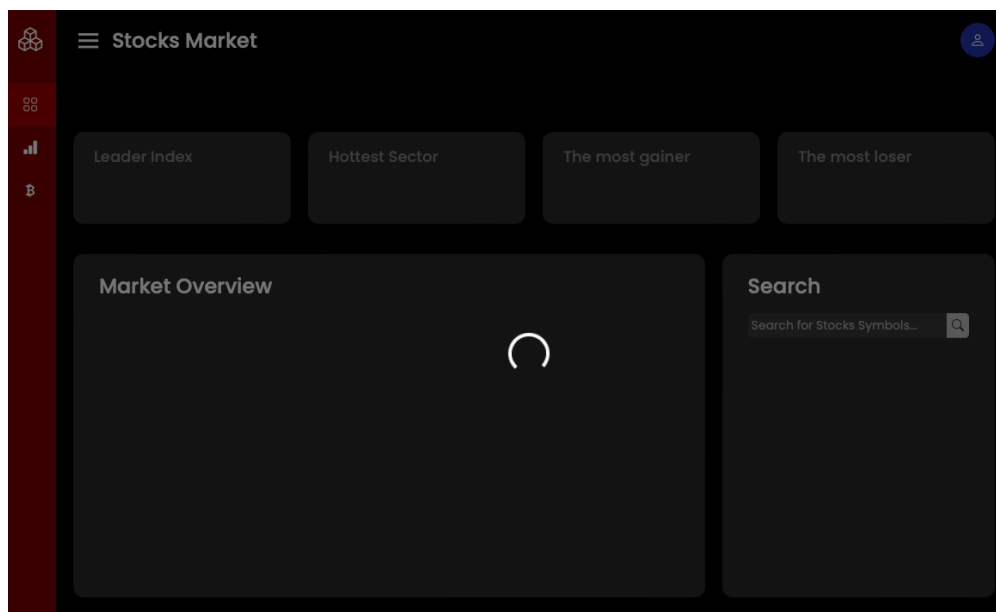 Stocks Market
Leader Index
Hottest Sector
The most gainer
The most loser
Market Overview
Search
Search for Stocks Symbols...